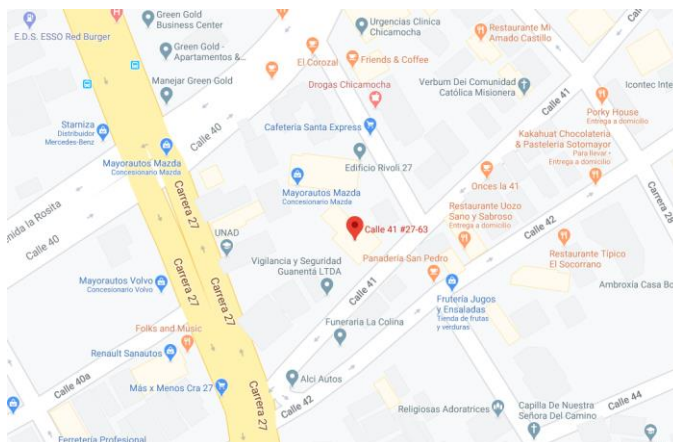 Green Gold
Business Center
E.D.S. ESSO Red Burger
Green Gold -
Apartamentos &...
Manejar Green Gold
El Corozal
Urgencias Clinica
Chicamocha
Friends & Coffee
Drogas Chicamocha
Restaurante Mi
Amado Castillo
Verbum Dei Comunidad
Católica Misionera
Icontec Inter
Calle 41
Porky House
Entrega a domicilio
Kakahuat Chocolateria
& Pastelería Sotomayor
Para llevar •
Entrega a domicilio
Starniza
Distribuidor
Mercedes-Benz
Calle 40
Cafetería Santa Express
Mayorautos Mazda
Concesionario Mazda
Edificio Rivoli 27
Mayorautos Mazda
Concesionario Mazda
Onces la 41
Carrera 27
Carrera 28
enida la Rosita
Calle 40
UNAD
Calle 41 #27-63
Restaurante Uozo
Sano y Sabroso
Entrega a domicilio
Calle 42
Restaurante Típico
El Socorrano
Vigilancia y Seguridad
Guanentá LTDA
Panadería San Pedro
Calle 41
Mayorautos Volvo
Concesionario Volvo
Carrera 27
Carrera 27
Frutería Jugos
y Ensaladas
Tienda de frutas
y verduras
Ambroxia Casa Bo
Folks and Music
Funeraria La Colina
Renault Sanautos
Calle 40a
Alci Autos
Más x Menos Cra 27
Carrera 27
Calle 42
Religiosas Adoratrices
Capilla De Nuestra
Señora Del Camino
Calle 44
Ferretería Profesional